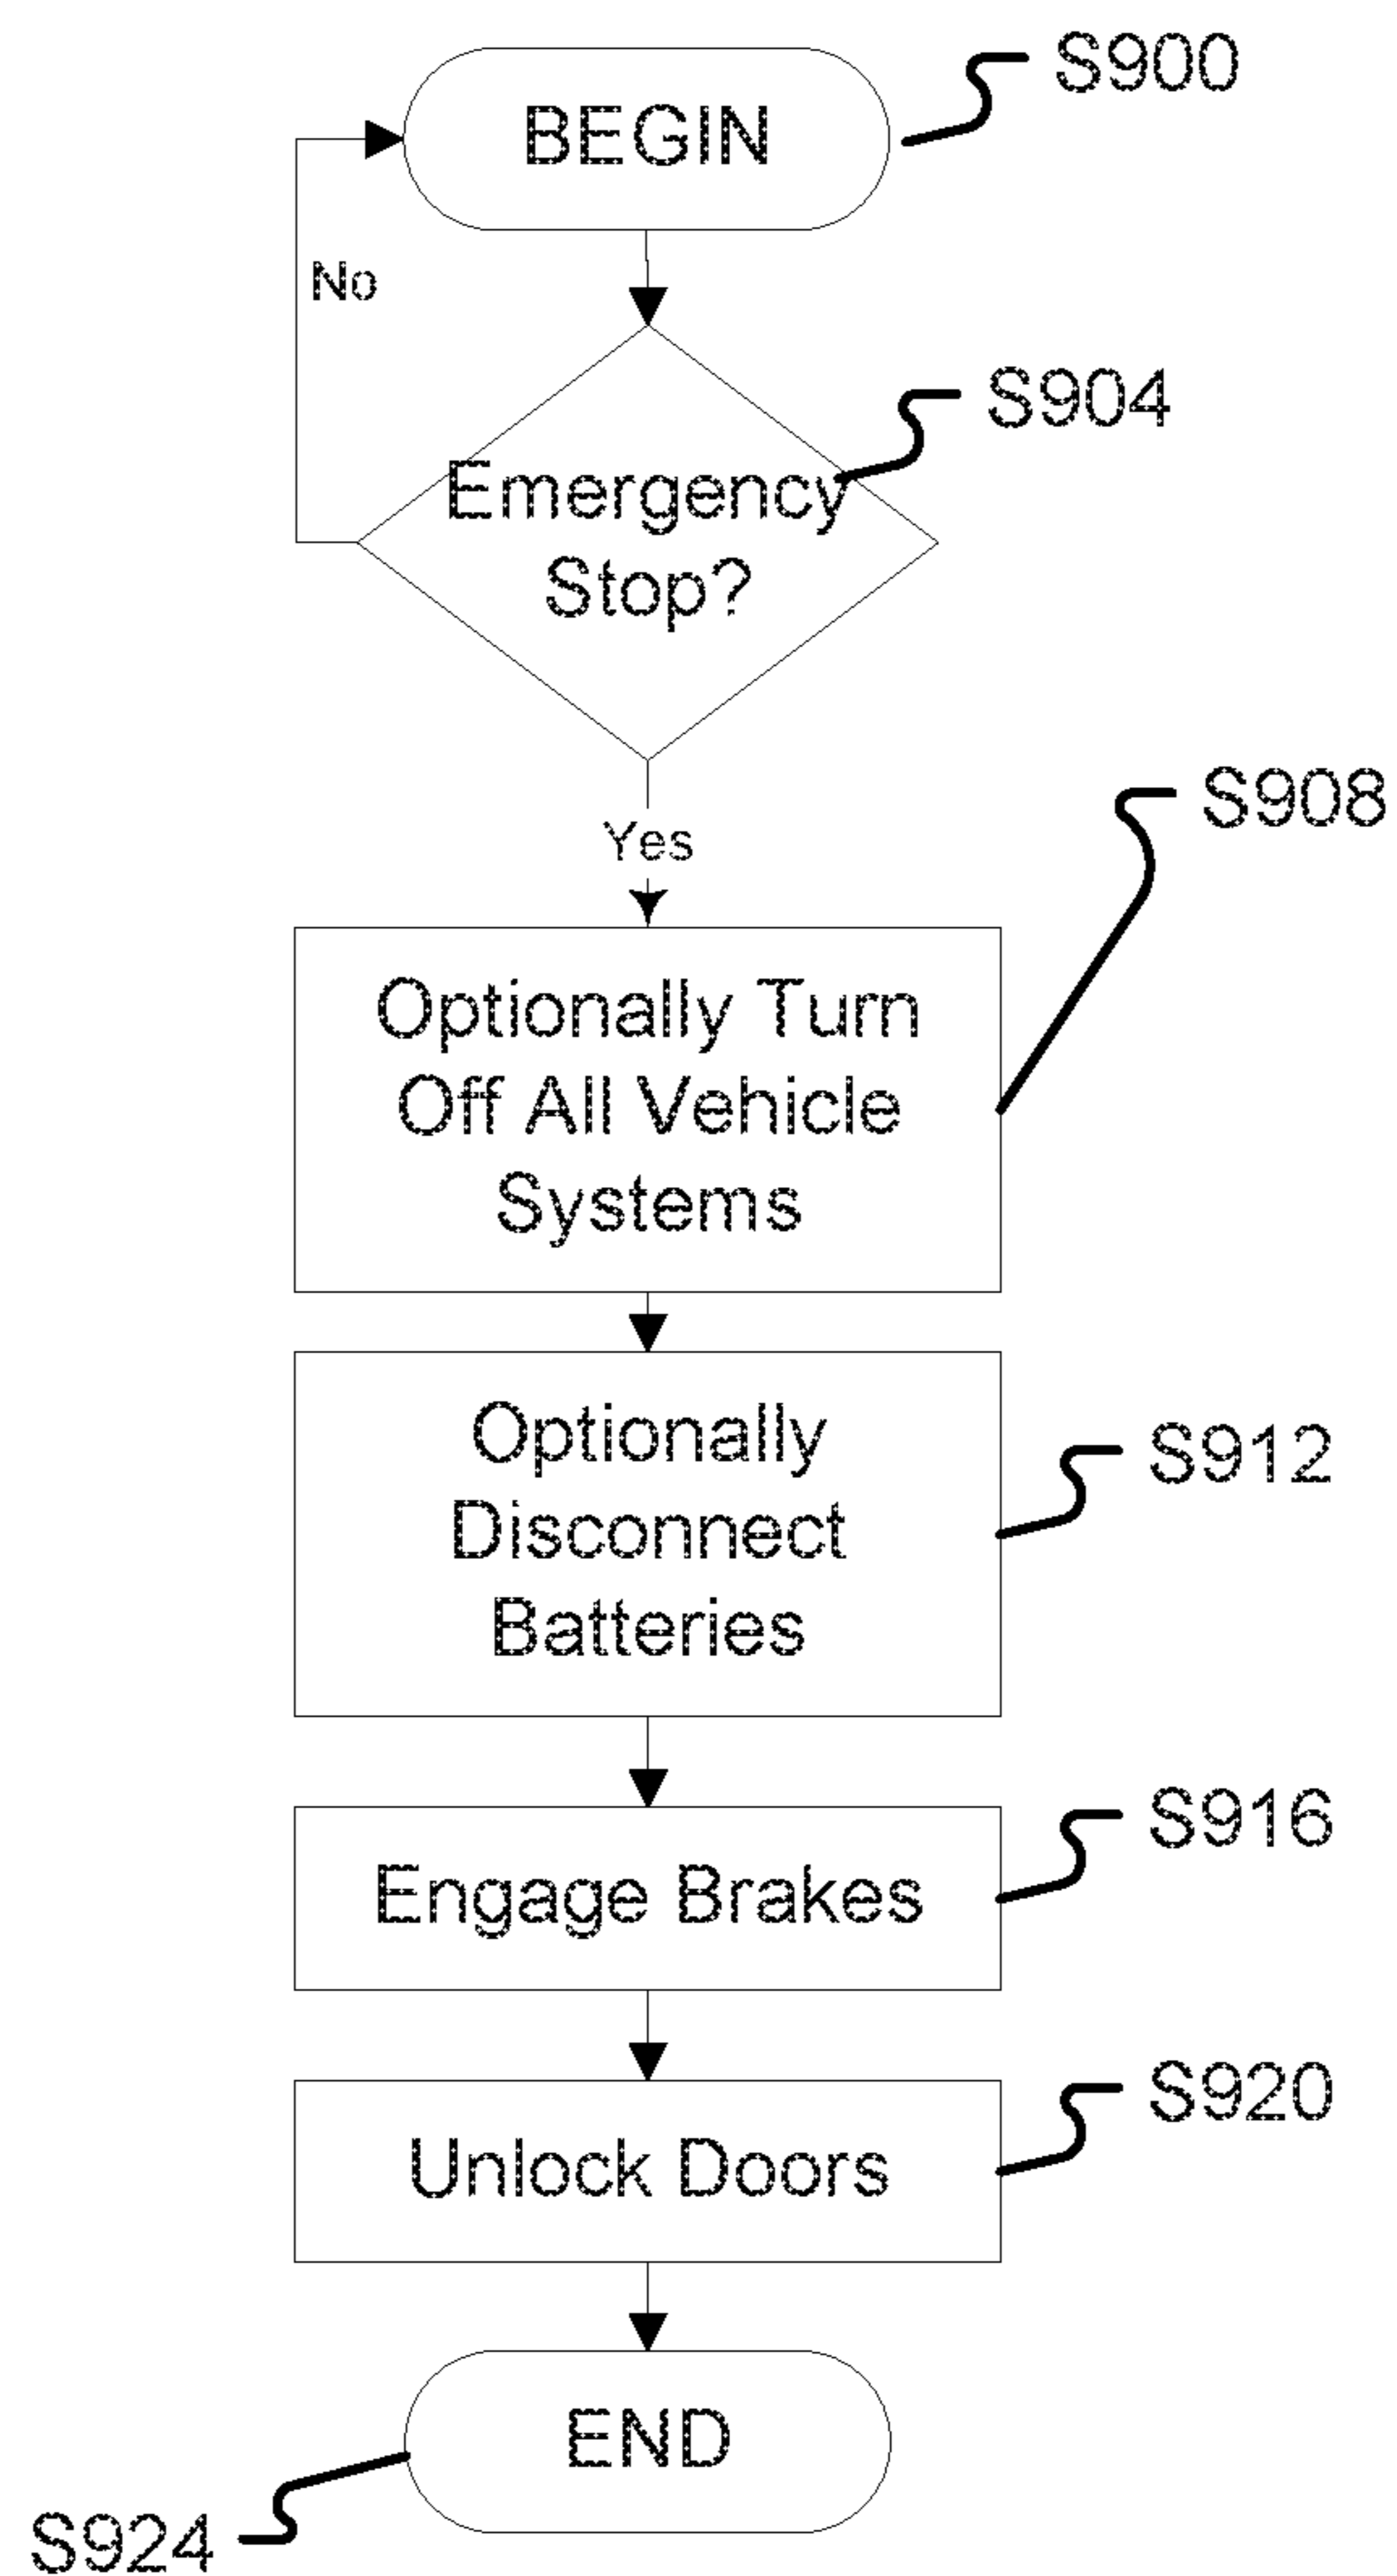 S900
BEGIN
No
S904
Emergency
Stop?
S908
Yes
Optionally Turn
Off All Vehicle
Systems
S912
Optionally
Disconnect
Batteries
S916
Engage Brakes
S920
Unlock Doors
END
S924